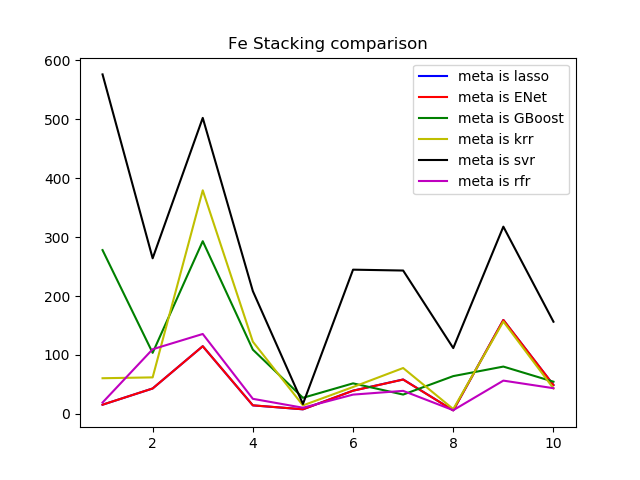 Fe Stacking comparison
600
500
400
300
200
100
0
2
4
6
8
10
meta is lasso
meta is ENet
meta is GBoost
meta is krr
meta is svr
meta is rfr